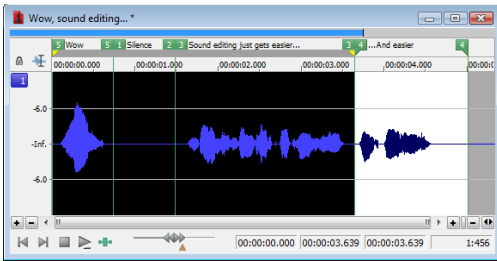 Wow, sound editing... *
5 Wow 5 1 Silence 2 3 Sound editing just gets easier... 3 4 ...And easier 4
00:00:00.000 ,00:00:01.000 ,00:00:02.000 ,00:00:03.000 ,00:00:04.000 ,00:00:0
1
-6.0
-Inf.
-6.0
00:00:00.000 00:00:03.639 00:00:03.639 1:456